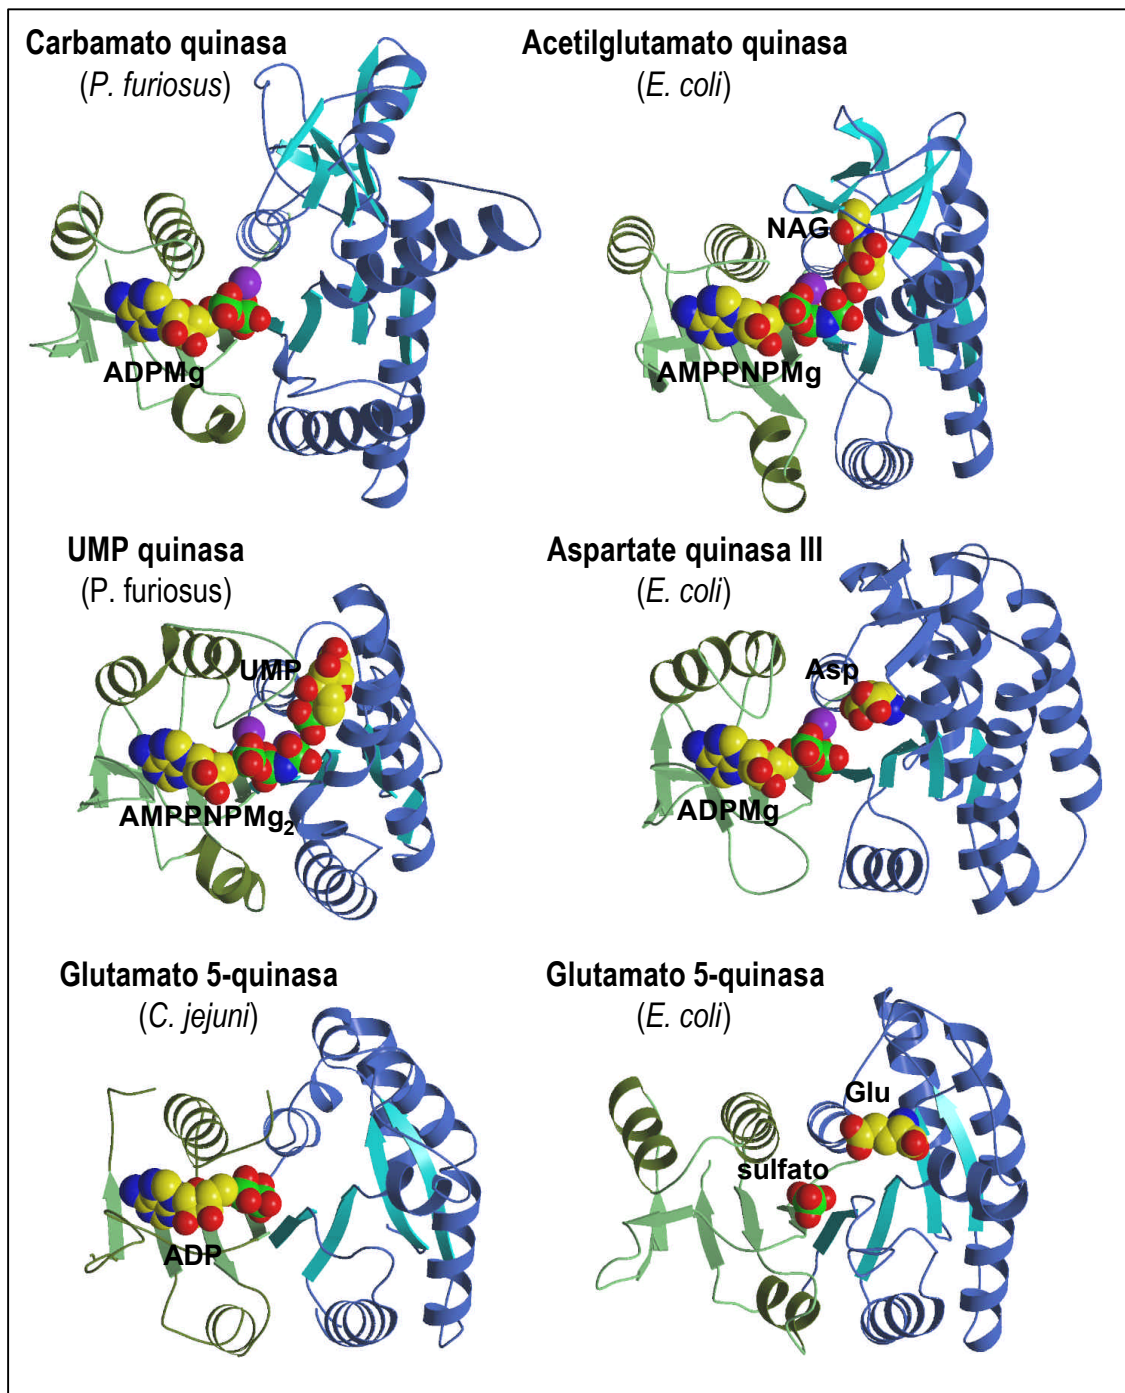 Carbamato quinasa
(P. furiosus)
ADPMg
Acetilglutamato quinasa
(E. coli)
NAG
AMPPNPMg
UMP quinasa
(P. furiosus)
UMP
AMPPNPMg2
Aspartate quinasa III
(E. coli)
Asp
ADPMg
Glutamato 5-quinasa
(C. jejuni)
ADP
Glutamato 5-quinasa
(E. coli)
Glu
sulfato